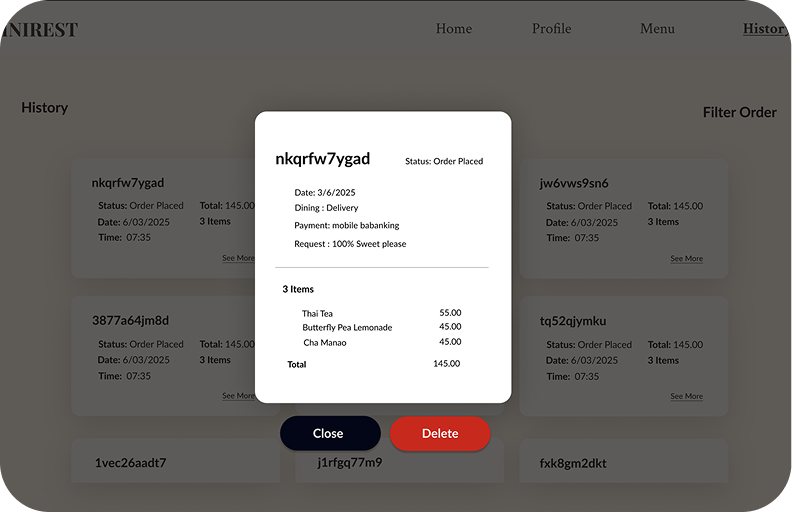 INIREST
Home Profile Menu History
History
Filter Order
nkqrfw7ygad
Status: Order Placed Total: 145.00
Date: 6/03/2025 3 Items
Time: 07:35
See More
nkqrfw7ygad Status: Order Placed
Date: 3/6/2025
Dining : Delivery
Payment: mobile babanking
Request : 100% Sweet please
3 Items
Thai Tea 55.00
Butterfly Pea Lemonade 45.00
Cha Manao 45.00
Total 145.00
Close Delete
jw6vws9sn6
Status: Order Placed Total: 145.00
Date: 6/03/2025 3 Items
Time: 07:35
See More
3877a64jm8d
Status: Order Placed Total: 145.00
Date: 6/03/2025 3 Items
Time: 07:35
See More
tq52qjymku
Status: Order Placed Total: 145.00
Date: 6/03/2025 3 Items
Time: 07:35
See More
1vec26aadt7
j1rfgq77m9
fxk8gm2dkt